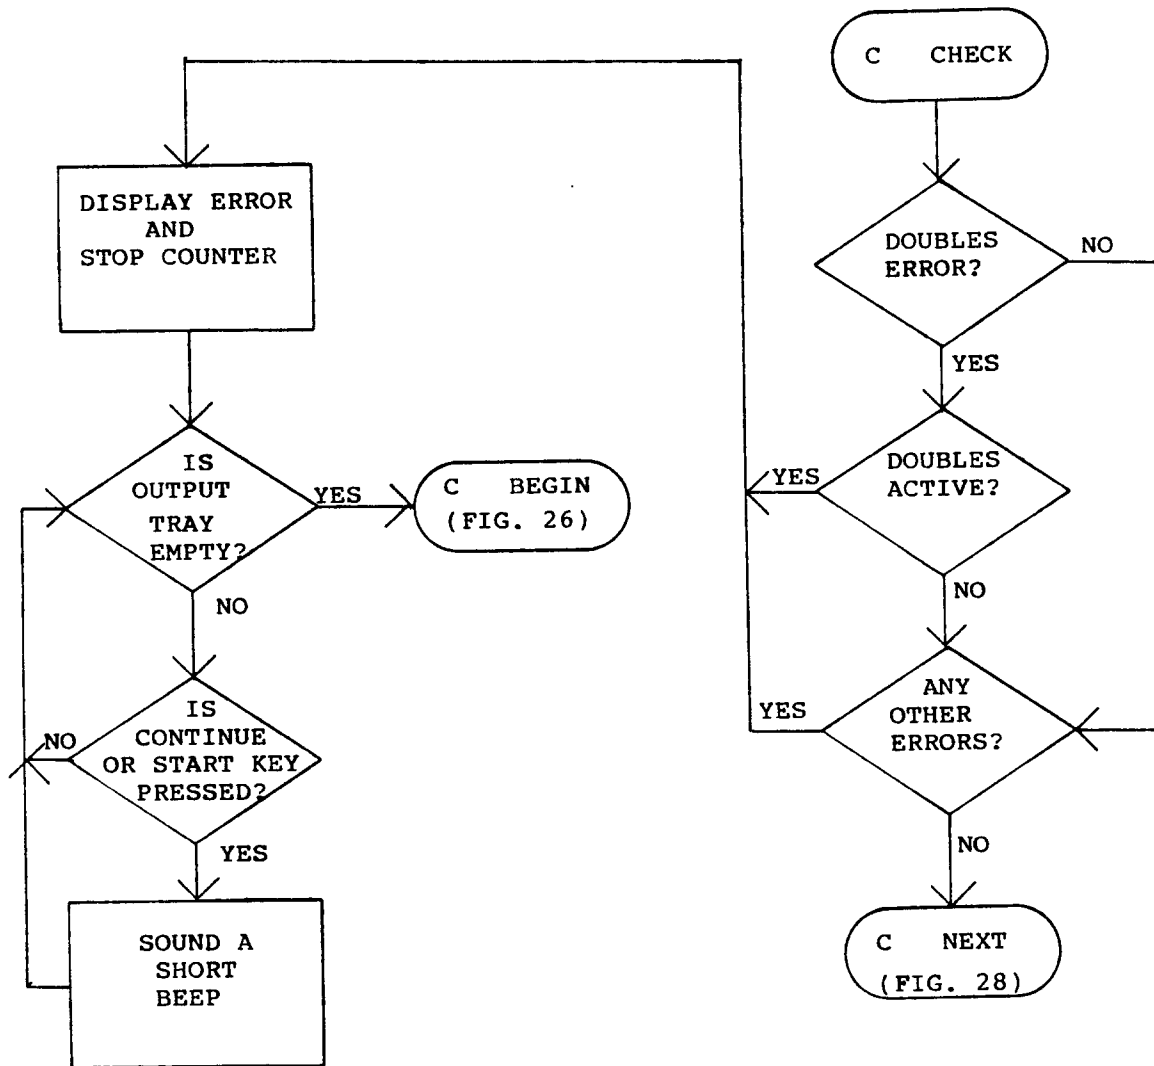 C CHECK
DOUBLES
ERROR?
NO
YES
DOUBLES
ACTIVE?
YES
NO
ANY
OTHER
ERRORS?
YES
NO
C NEXT
(FIG. 28)
DISPLAY ERROR
AND
STOP COUNTER
IS
OUTPUT
TRAY
EMPTY?
YES
C BEGIN
(FIG. 26)
NO
IS
CONTINUE
OR START KEY
PRESSED?
NO
YES
SOUND A
SHORT
BEEP